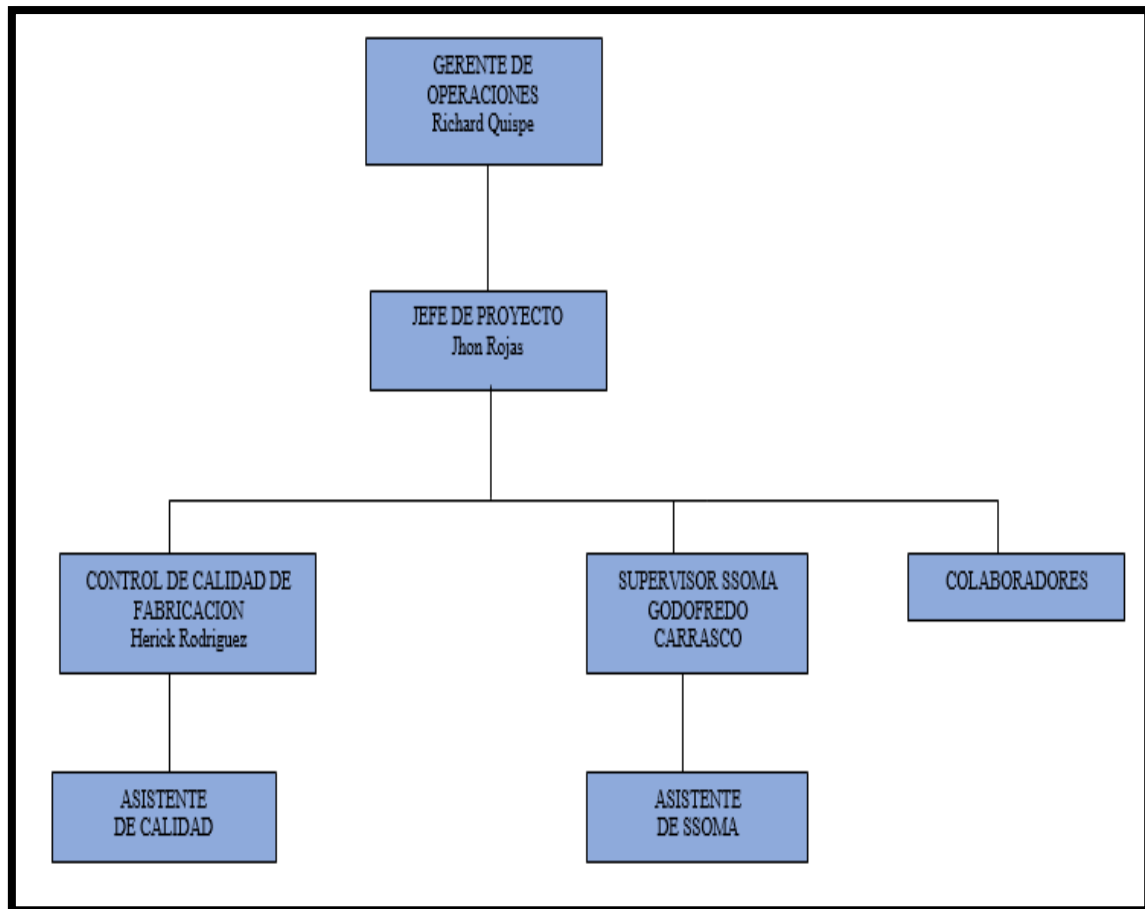 GERENTE DE
OPERACIONES
Richard Quispe
JEFE DE PROYECTO
Jhon Rojas
CONTROL DE CALIDAD DE
FABRICACION
Herick Rodriguez
SUPERVISOR SSOMA
GODOFREDO
CARRASCO
COLABORADORES
ASISTENTE
DE CALIDAD
ASISTENTE
DE SSOMA